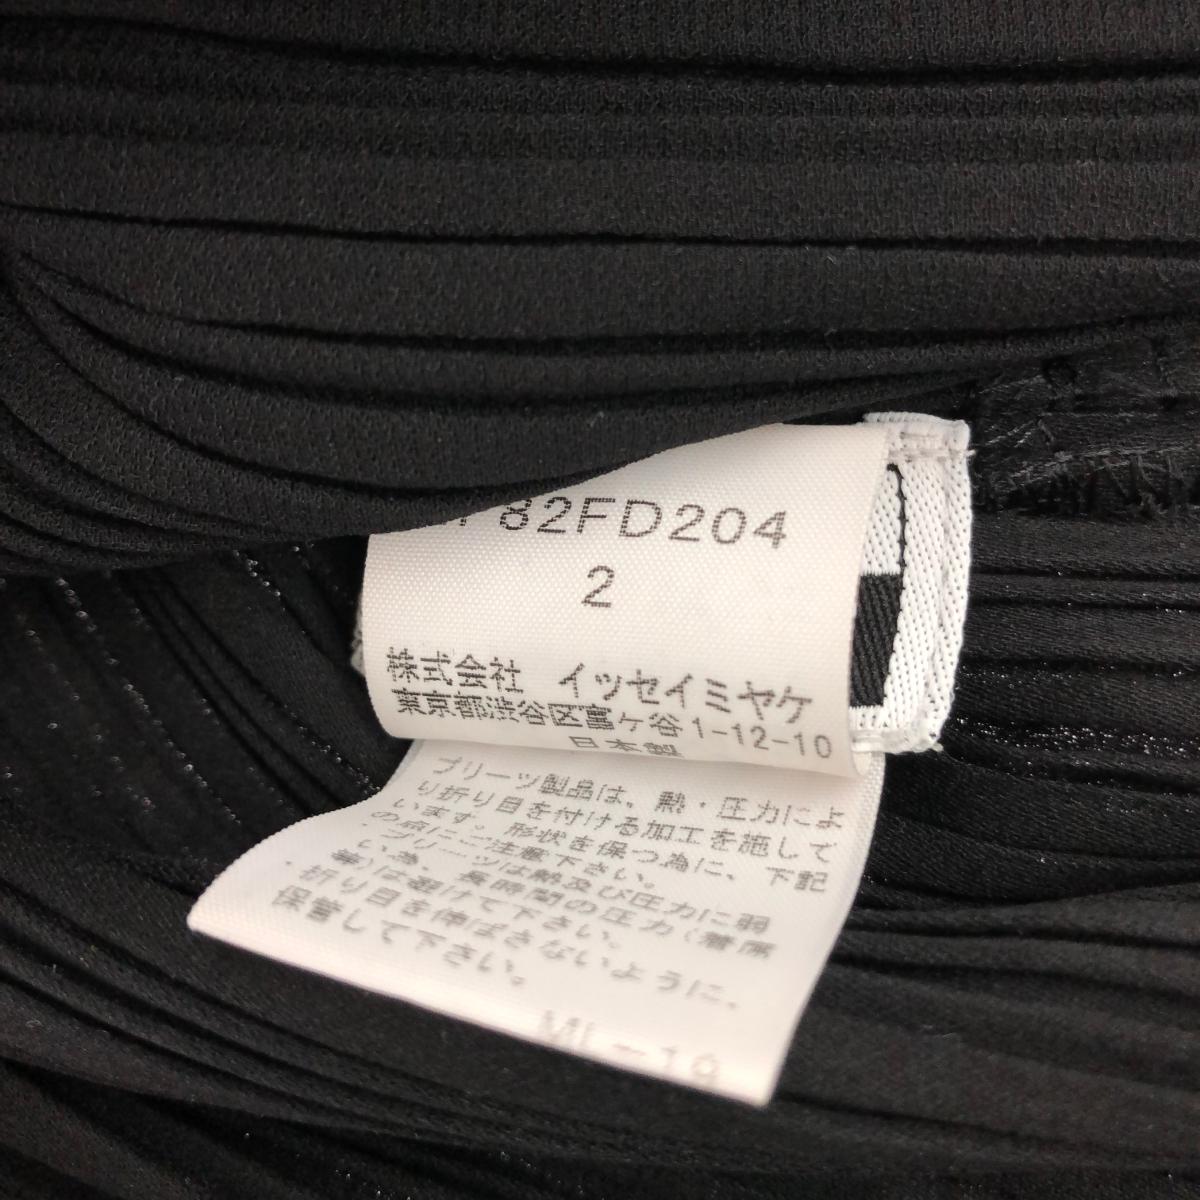 82FD204
2
株式会社 イッセイミヤケ
東京都渋谷区富ヶ谷1-12-10
日本製
プリーツ製品は、熱・圧力によ
り折り目を付ける加工を施して
います。形状を保つ為に、下記
の点にご注意下さい。
・プリーツは熱及び圧力に弱
い為、長時間の圧力(着席
等)は避けて下さい。
・折り目を伸ばさないように、
保管して下さい。